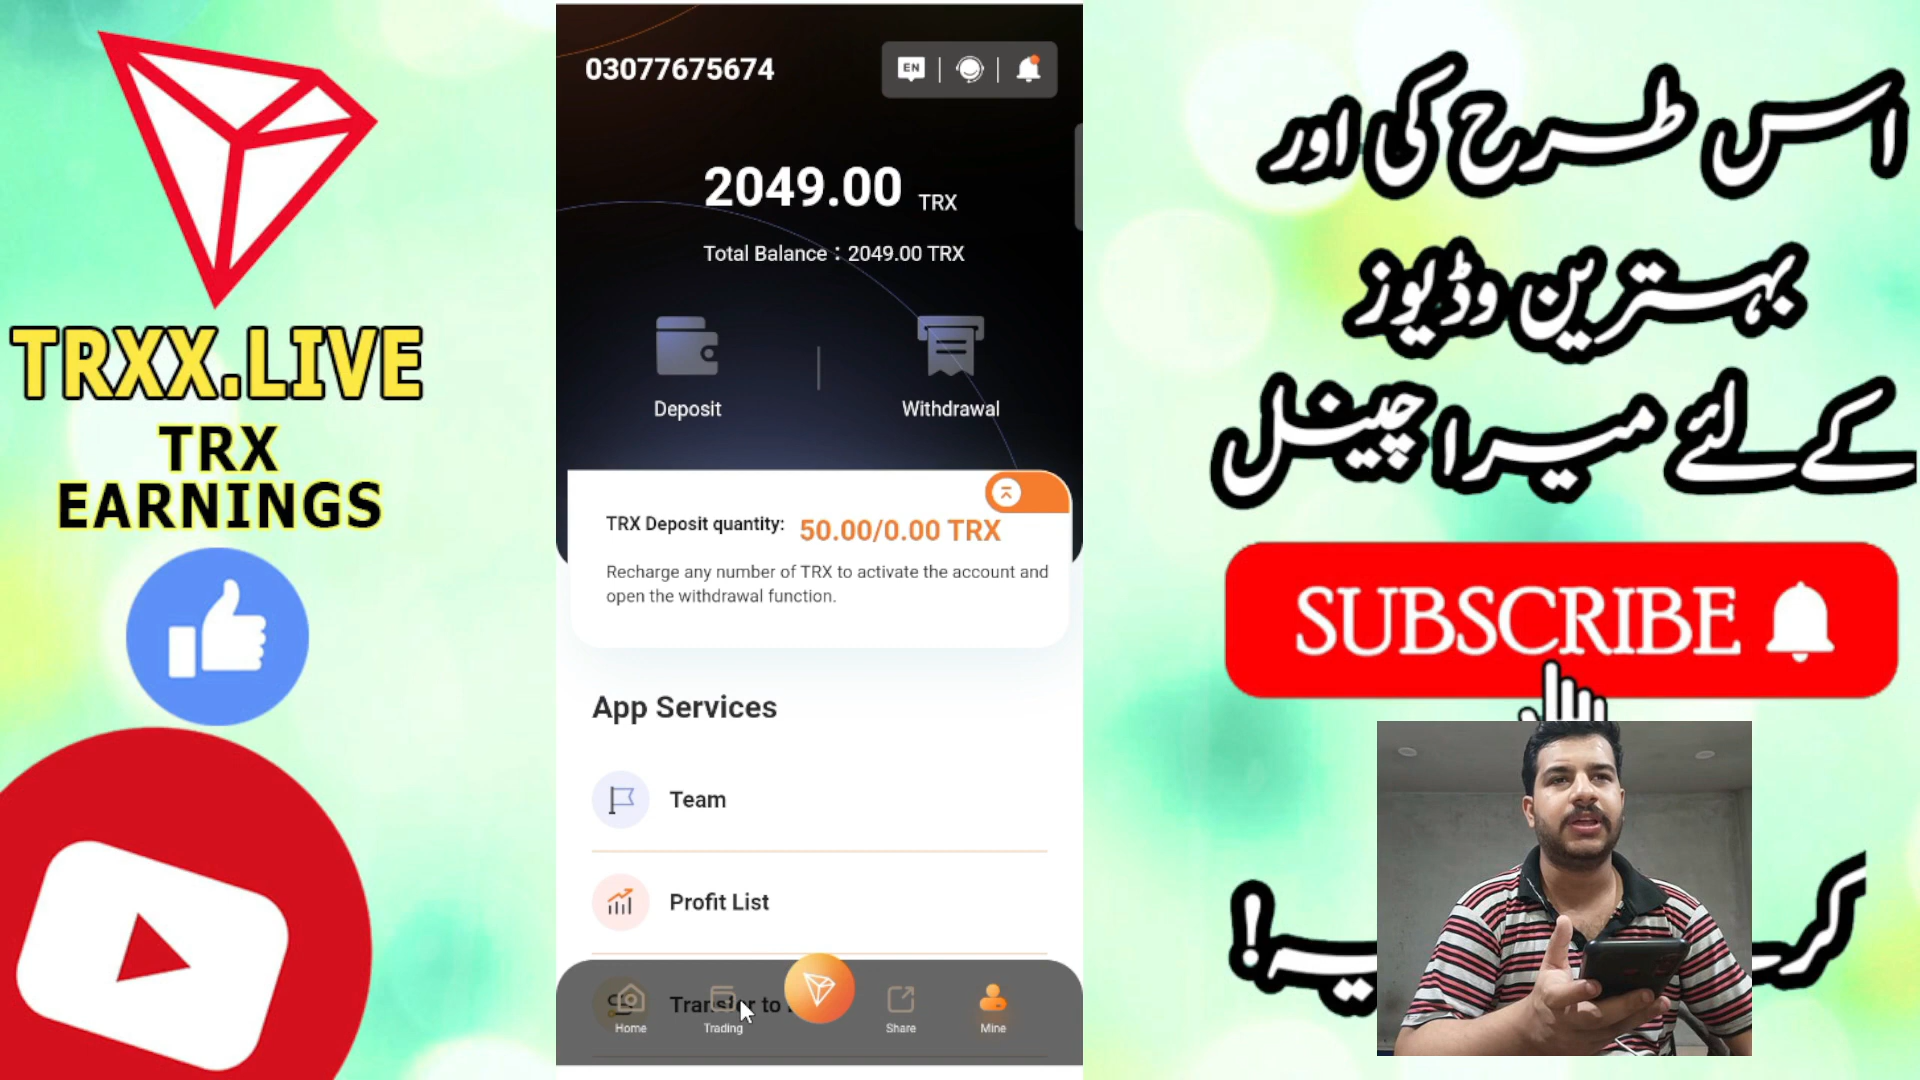 TRXX.LIVE
TRX
EARNINGS
03077675674
EN
2049.00 TRX
Total Balance : 2049.00 TRX
Deposit
Withdrawal
TRX Deposit quantity: 50.00/0.00 TRX
Recharge any number of TRX to activate the account and
open the withdrawal function.
App Services
Team
Profit List
Transfer to
Home
Trading
Share
Mine
اس طرح کی اور
بہترین وڈیوز
کے لئے میرا چینل
SUBSCRIBE